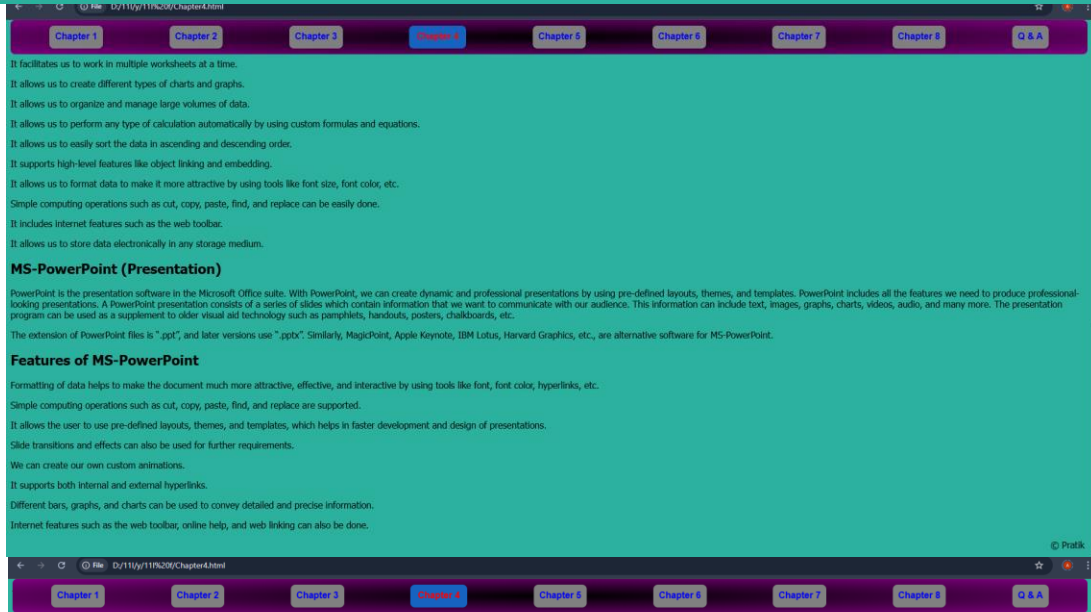 File D:/11I/y/11I%20f/Chapter4.html
Chapter 1 Chapter 2 Chapter 3 Chapter 4 Chapter 5 Chapter 6 Chapter 7 Chapter 8 Q & A
It facilitates us to work in multiple worksheets at a time.
It allows us to create different types of charts and graphs.
It allows us to organize and manage large volumes of data.
It allows us to perform any type of calculation automatically by using custom formulas and equations.
It allows us to easily sort the data in ascending and descending order.
It supports high-level features like object linking and embedding.
It allows us to format data to make it more attractive by using tools like font size, font color, etc.
Simple computing operations such as cut, copy, paste, find, and replace can be easily done.
It includes internet features such as the web toolbar.
It allows us to store data electronically in any storage medium.
MS-PowerPoint (Presentation)
PowerPoint is the presentation software in the Microsoft Office suite. With PowerPoint, we can create dynamic and professional presentations by using pre-defined layouts, themes, and templates. PowerPoint includes all the features we need to produce professional-
looking presentations. A PowerPoint presentation consists of a series of slides which contain information that we want to communicate with our audience. This information can include text, images, graphs, charts, videos, audio, and many more. The presentation
program can be used as a supplement to older visual aid technology such as pamphlets, handouts, posters, chalkboards, etc.
The extension of PowerPoint files is ".ppt", and later versions use ".pptx". Similarly, MagicPoint, Apple Keynote, IBM Lotus, Harvard Graphics, etc., are alternative software for MS-PowerPoint.
Features of MS-PowerPoint
Formatting of data helps to make the document much more attractive, effective, and interactive by using tools like font, font color, hyperlinks, etc.
Simple computing operations such as cut, copy, paste, find, and replace are supported.
It allows the user to use pre-defined layouts, themes, and templates, which helps in faster development and design of presentations.
Slide transitions and effects can also be used for further requirements.
We can create our own custom animations.
It supports both internal and external hyperlinks.
Different bars, graphs, and charts can be used to convey detailed and precise information.
Internet features such as the web toolbar, online help, and web linking can also be done.
© Pratik
File D:/11I/y/11I%20f/Chapter4.html
Chapter 1 Chapter 2 Chapter 3 Chapter 4 Chapter 5 Chapter 6 Chapter 7 Chapter 8 Q & A